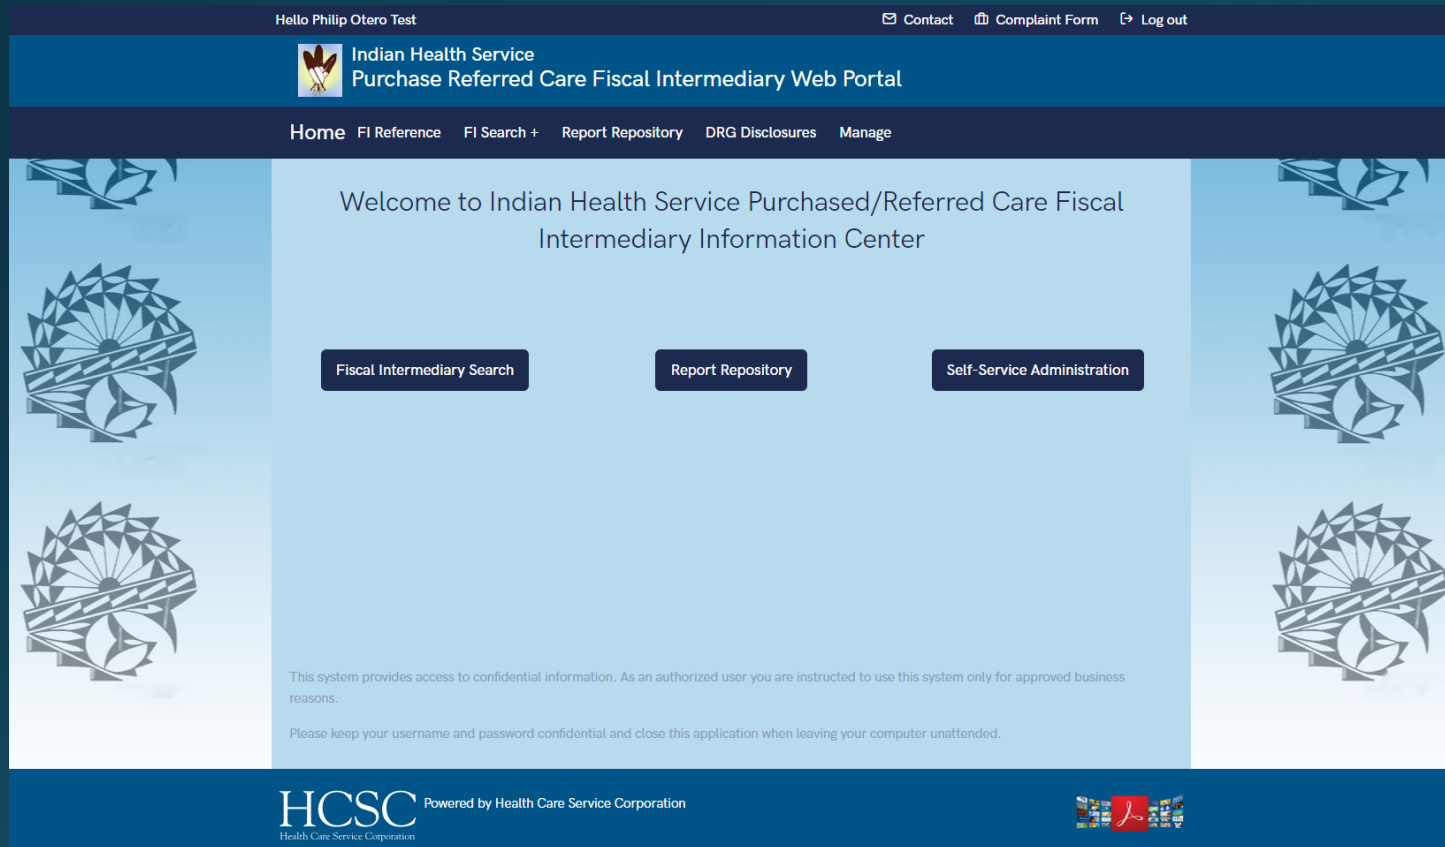 Hello Philip Otero Test
Contact
Complaint Form
Log out
Indian Health Service
Purchase Referred Care Fiscal Intermediary Web Portal
Home FI Reference FI Search + Report Repository DRG Disclosures Manage
Welcome to Indian Health Service Purchased/Referred Care Fiscal
Intermediary Information Center
Fiscal Intermediary Search
Report Repository
Self-Service Administration
This system provides access to confidential information. As an authorized user you are instructed to use this system only for approved business
reasons.
Please keep your username and password confidential and close this application when leaving your computer unattended.
HCSC
Health Care Service Corporation
Powered by Health Care Service Corporation